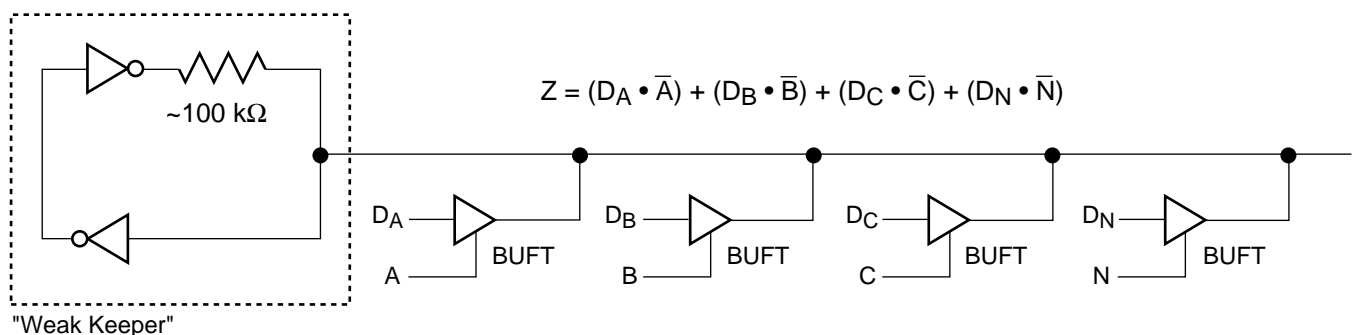 ~100 kΩ
Z = (D_A • A̅) + (D_B • B̅) + (D_C • C̅) + (D_N • N̅)
D_A
A
BUFT
D_B
B
BUFT
D_C
C
BUFT
D_N
N
BUFT
"Weak Keeper"